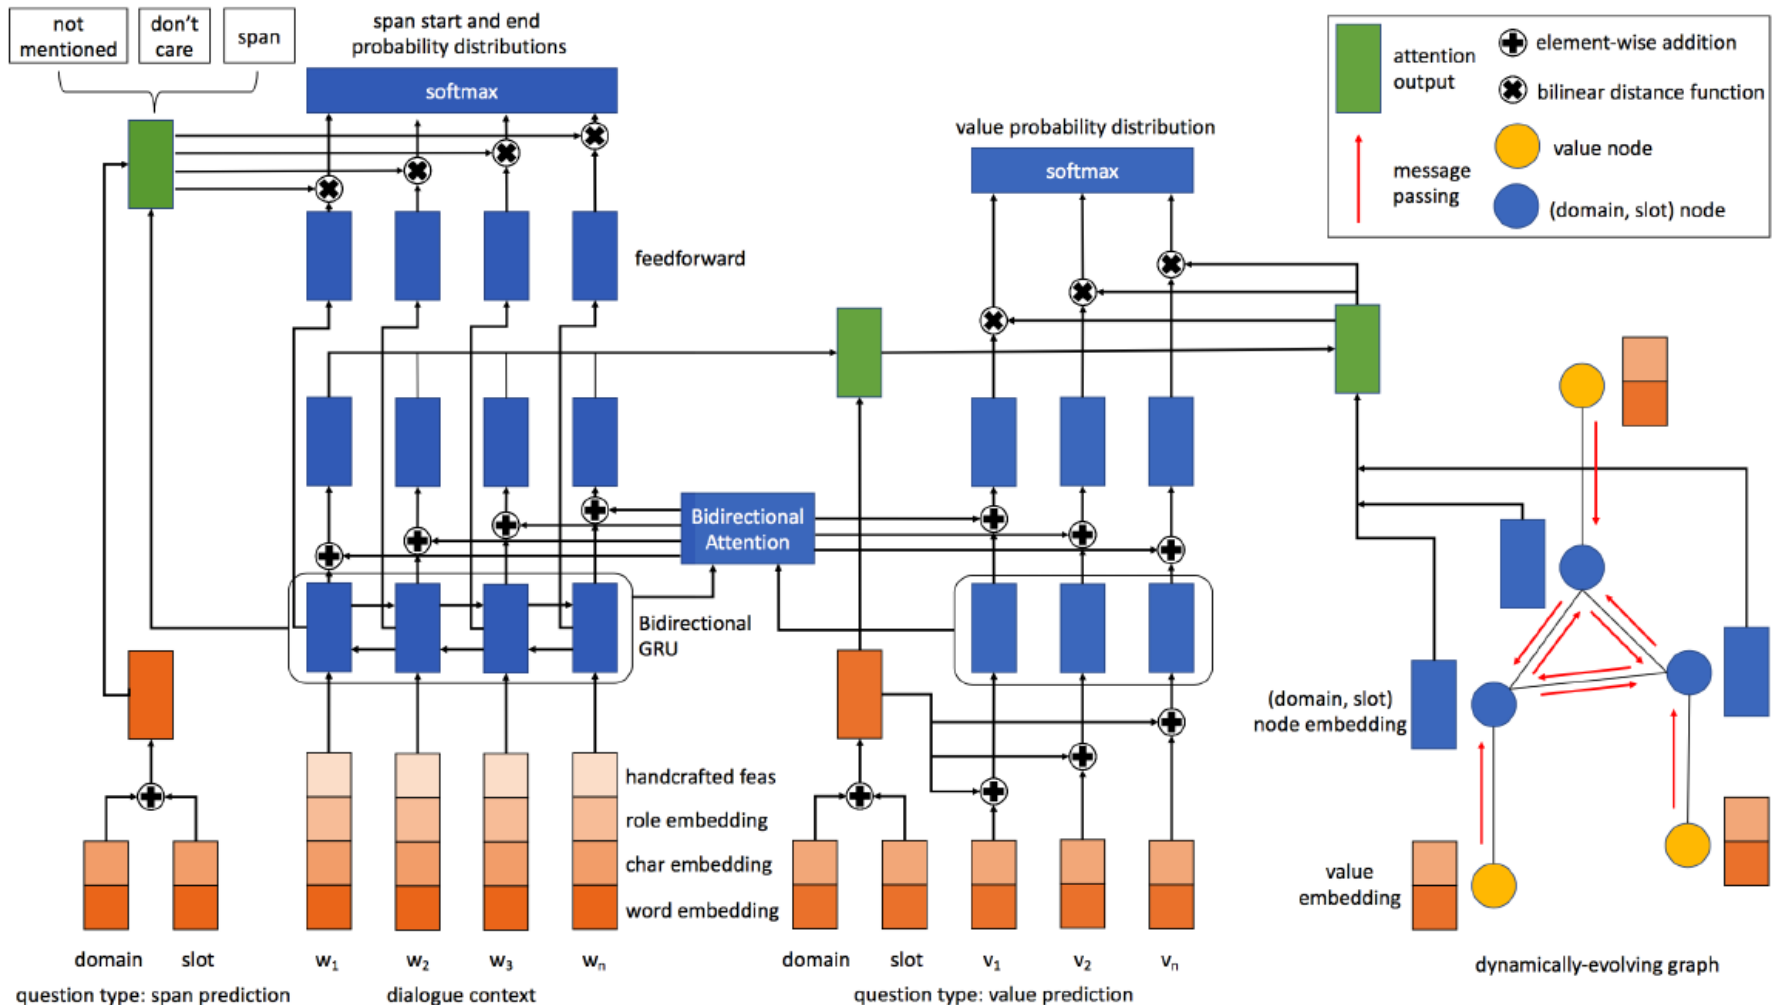 not
mentioned
don't
care
span
span start and end
probability distributions
softmax
feedforward
value probability distribution
softmax
attention
output
element-wise addition
bilinear distance function
message
passing
value node
(domain, slot) node
Bidirectional
Attention
Bidirectional
GRU
(domain, slot)
node embedding
handcrafted feas
role embedding
char embedding
word embedding
value
embedding
domain
slot
w1
w2
w3
wn
domain
slot
v1
v2
vn
dynamically-evolving graph
question type: span prediction
dialogue context
question type: value prediction